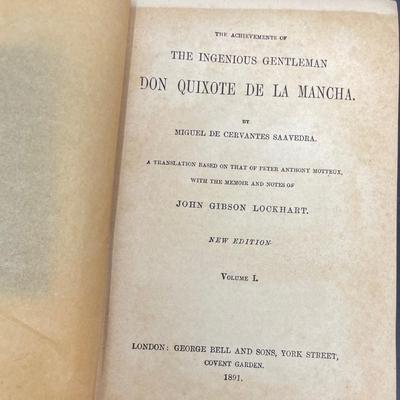 THE ACHIEVEMENTS OF
THE INGENIOUS GENTLEMAN
DON QUIXOTE DE LA MANCHA.
BY
MIGUEL DE CERVANTES SAAVEDRA.
A TRANSLATION BASED ON THAT OF PETER ANTHONY MOTTEUX,
WITH THE MEMOIR AND NOTES OF
JOHN GIBSON LOCKHART.
NEW EDITION
VOLUME I.
LONDON: GEORGE BELL AND SONS, YORK STREET,
COVENT GARDEN.
1891.